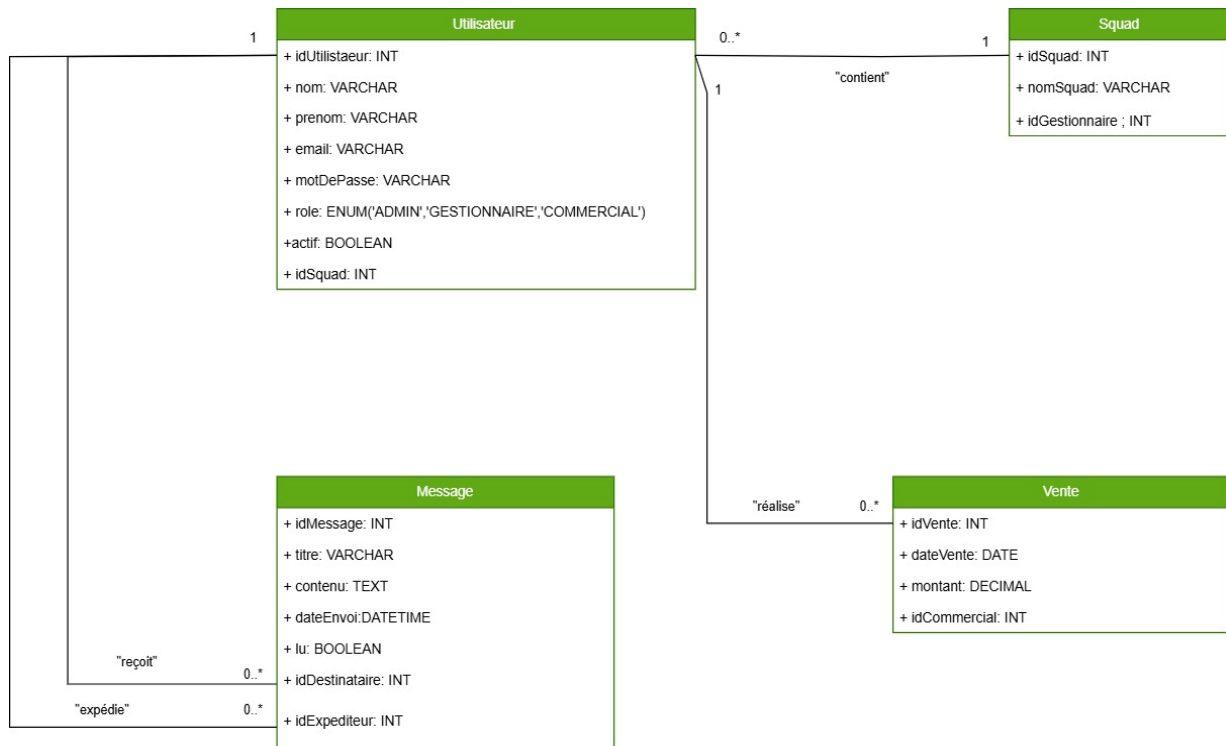 Utilisateur
+ idUtilistaeur: INT
+ nom: VARCHAR
+ prenom: VARCHAR
+ email: VARCHAR
+ motDePasse: VARCHAR
+ role: ENUM('ADMIN','GESTIONNAIRE','COMMERCIAL')
+actif: BOOLEAN
+ idSquad: INT
1
0..*
1
"contient"
1
Squad
+ idSquad: INT
+ nomSquad: VARCHAR
+ idGestionnaire ; INT
Message
+ idMessage: INT
+ titre: VARCHAR
+ contenu: TEXT
+ dateEnvoi:DATETIME
+ lu: BOOLEAN
+ idDestinataire: INT
+ idExpediteur: INT
"reçoit"
0..*
"expédie"
0..*
"réalise"
0..*
Vente
+ idVente: INT
+ dateVente: DATE
+ montant: DECIMAL
+ idCommercial: INT